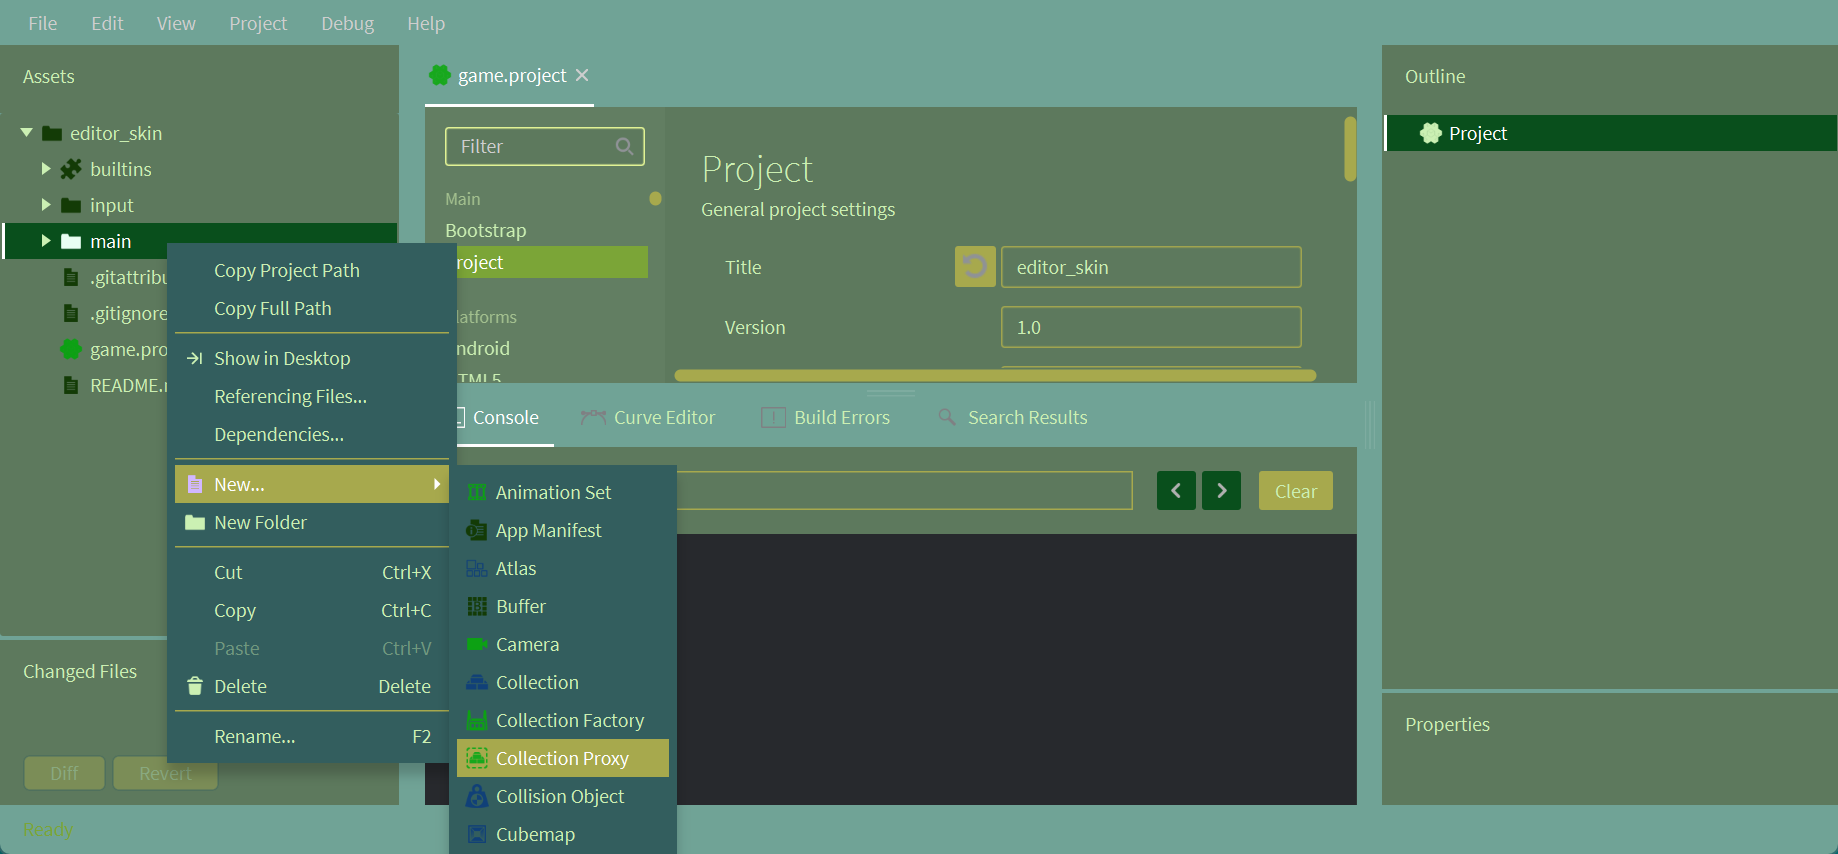 File Edit View Project Debug Help
Assets
editor_skin
builtins
input
main
.gitattribu
.gitignore
game.pro
README.
Copy Project Path
Copy Full Path
Show in Desktop
Referencing Files...
Dependencies...
New...
New Folder
Cut Ctrl+X
Copy Ctrl+C
Paste Ctrl+V
Delete Delete
Rename... F2
Animation Set
App Manifest
Atlas
Buffer
Camera
Collection
Collection Factory
Collection Proxy
Collision Object
Cubemap
Changed Files
Diff Revert
Ready
game.project
Filter
Main
Bootstrap
roject
latforms
ndroid
TML5
Project
General project settings
Title editor_skin
Version 1.0
Console Curve Editor Build Errors Search Results
Clear
Outline
Project
Properties